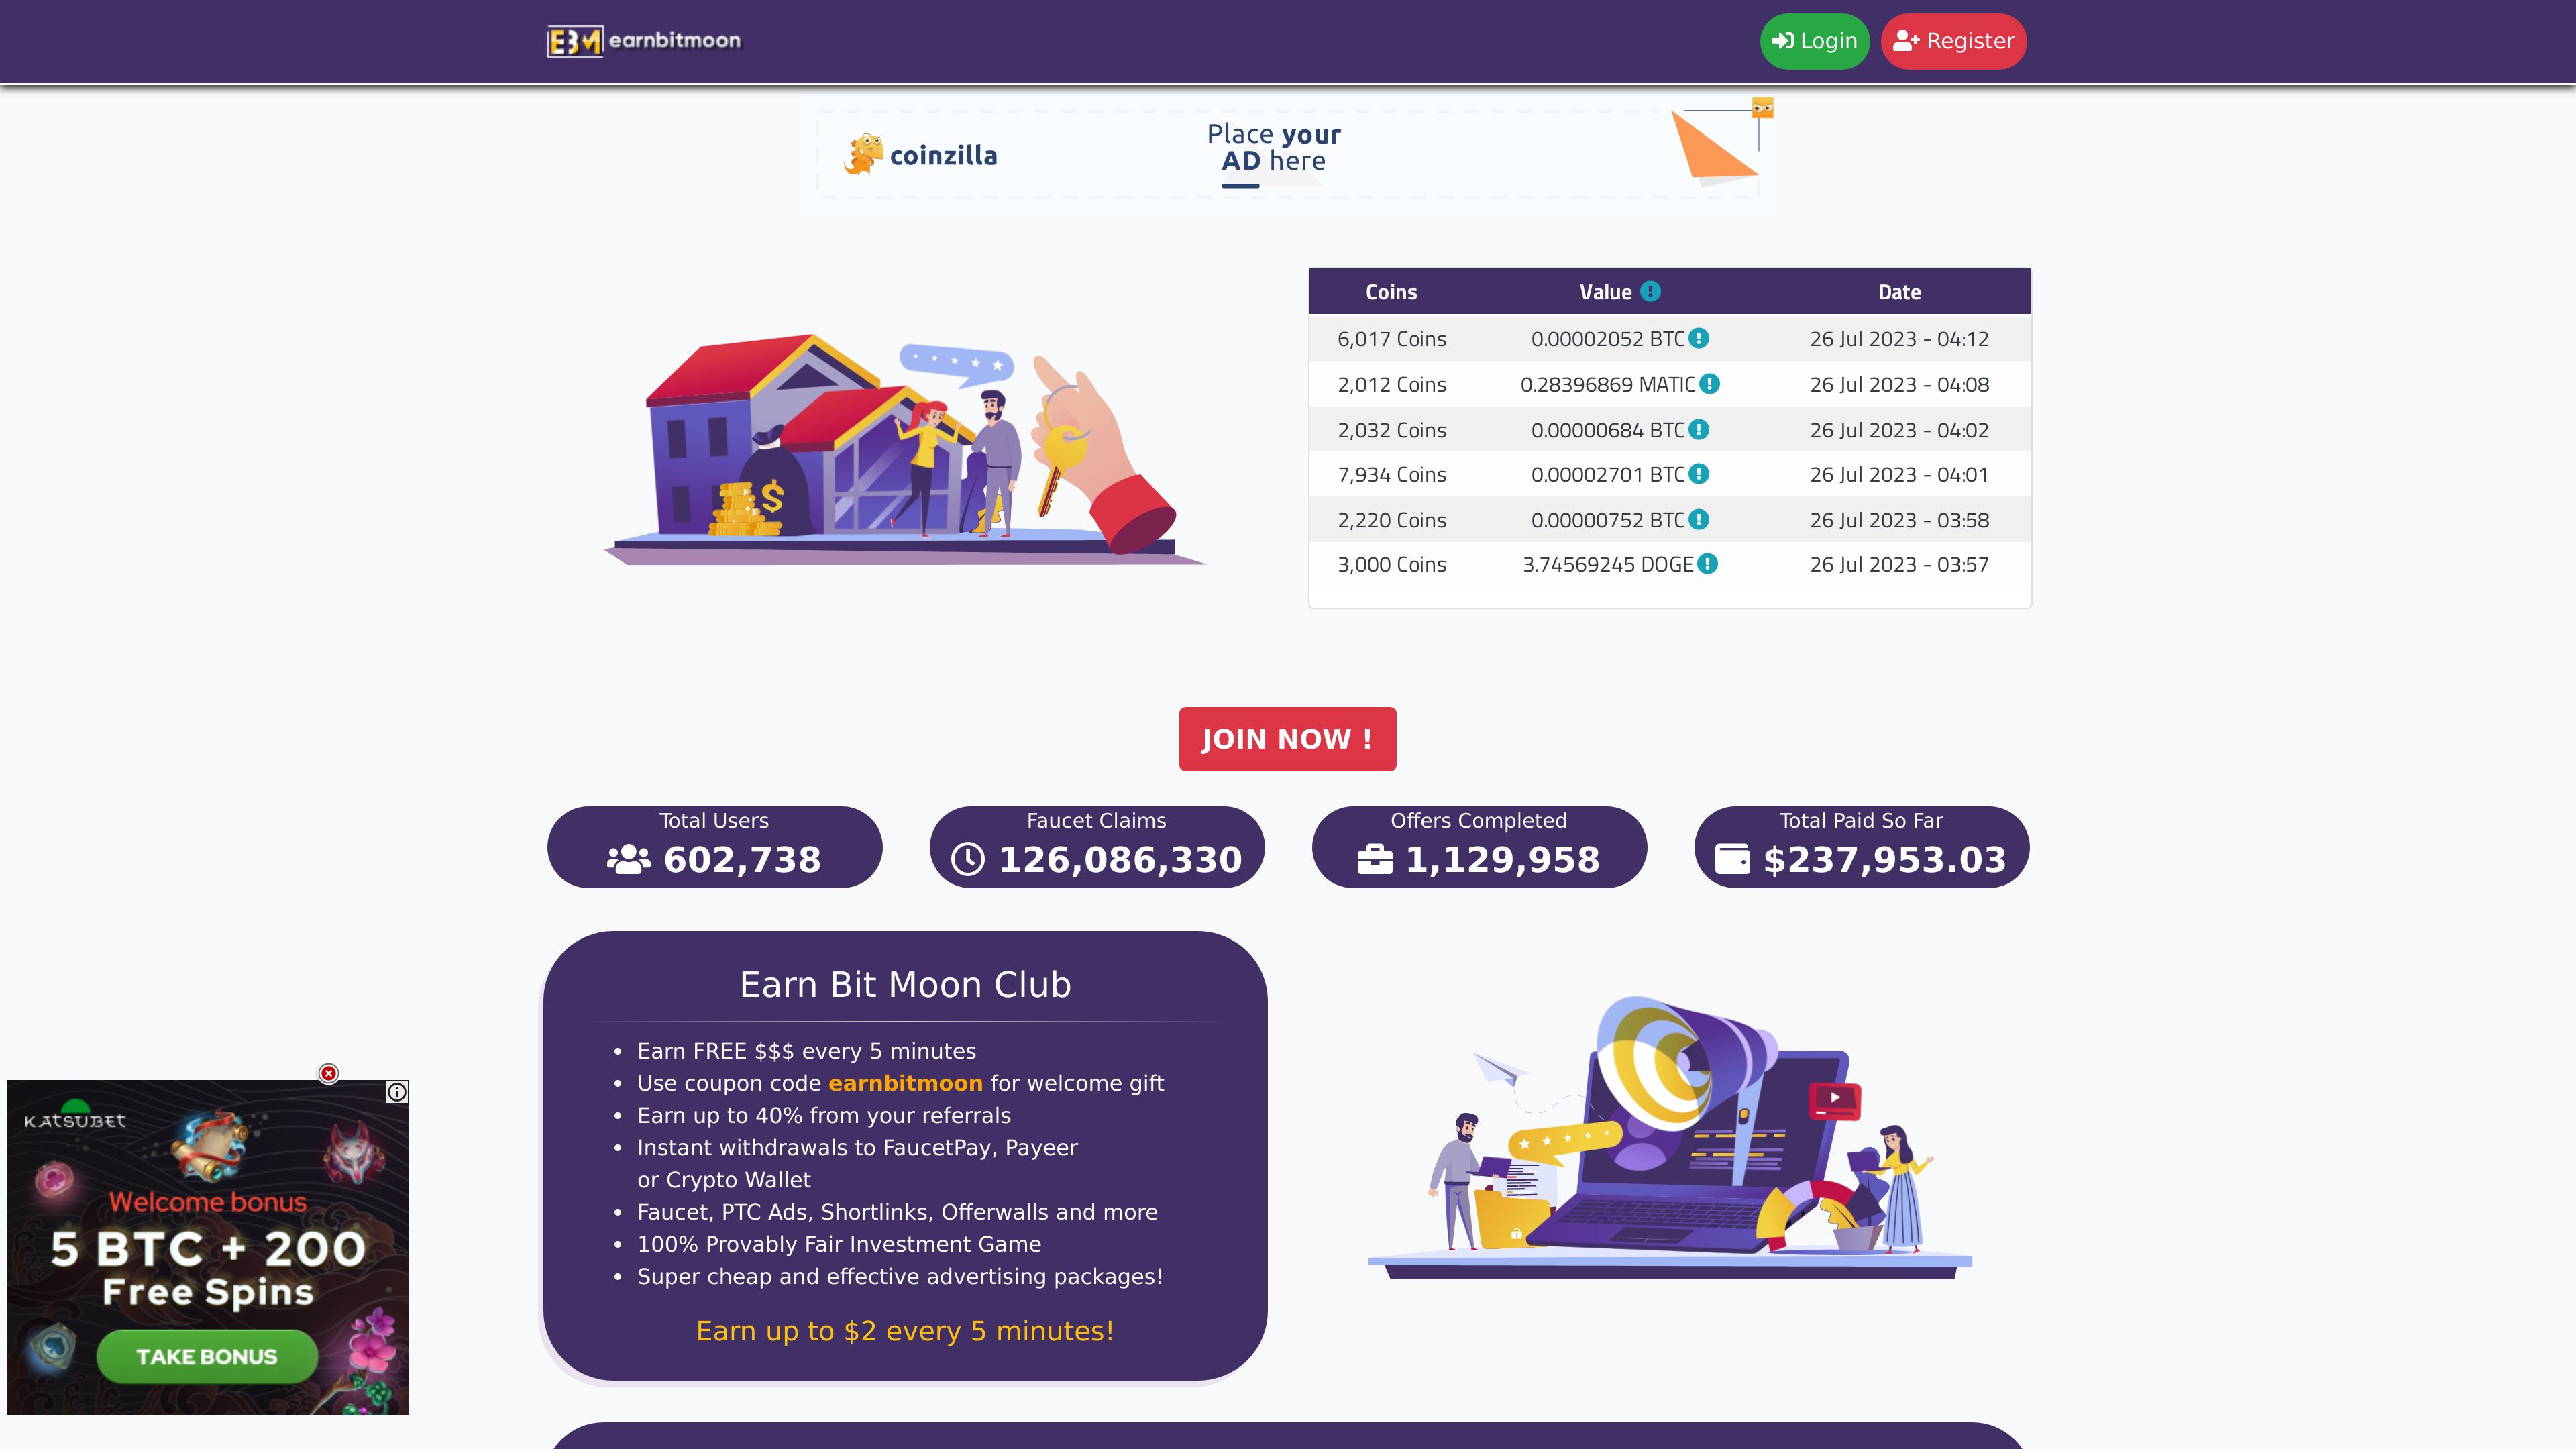 EBM earnbitmoon
Login
Register
coinzilla
Place your
AD here
Coins Value Date
6,017 Coins 0.00002052 BTC 26 Jul 2023 - 04:12
2,012 Coins 0.28396869 MATIC 26 Jul 2023 - 04:08
2,032 Coins 0.00000684 BTC 26 Jul 2023 - 04:02
7,934 Coins 0.00002701 BTC 26 Jul 2023 - 04:01
2,220 Coins 0.00000752 BTC 26 Jul 2023 - 03:58
3,000 Coins 3.74569245 DOGE 26 Jul 2023 - 03:57
JOIN NOW !
Total Users
602,738
Faucet Claims
126,086,330
Offers Completed
1,129,958
Total Paid So Far
$237,953.03
Earn Bit Moon Club
• Earn FREE $$$ every 5 minutes
• Use coupon code earnbitmoon for welcome gift
• Earn up to 40% from your referrals
• Instant withdrawals to FaucetPay, Payeer
or Crypto Wallet
• Faucet, PTC Ads, Shortlinks, Offerwalls and more
• 100% Provably Fair Investment Game
• Super cheap and effective advertising packages!
Earn up to $2 every 5 minutes!
KATSUBET
Welcome bonus
5 BTC + 200
Free Spins
TAKE BONUS